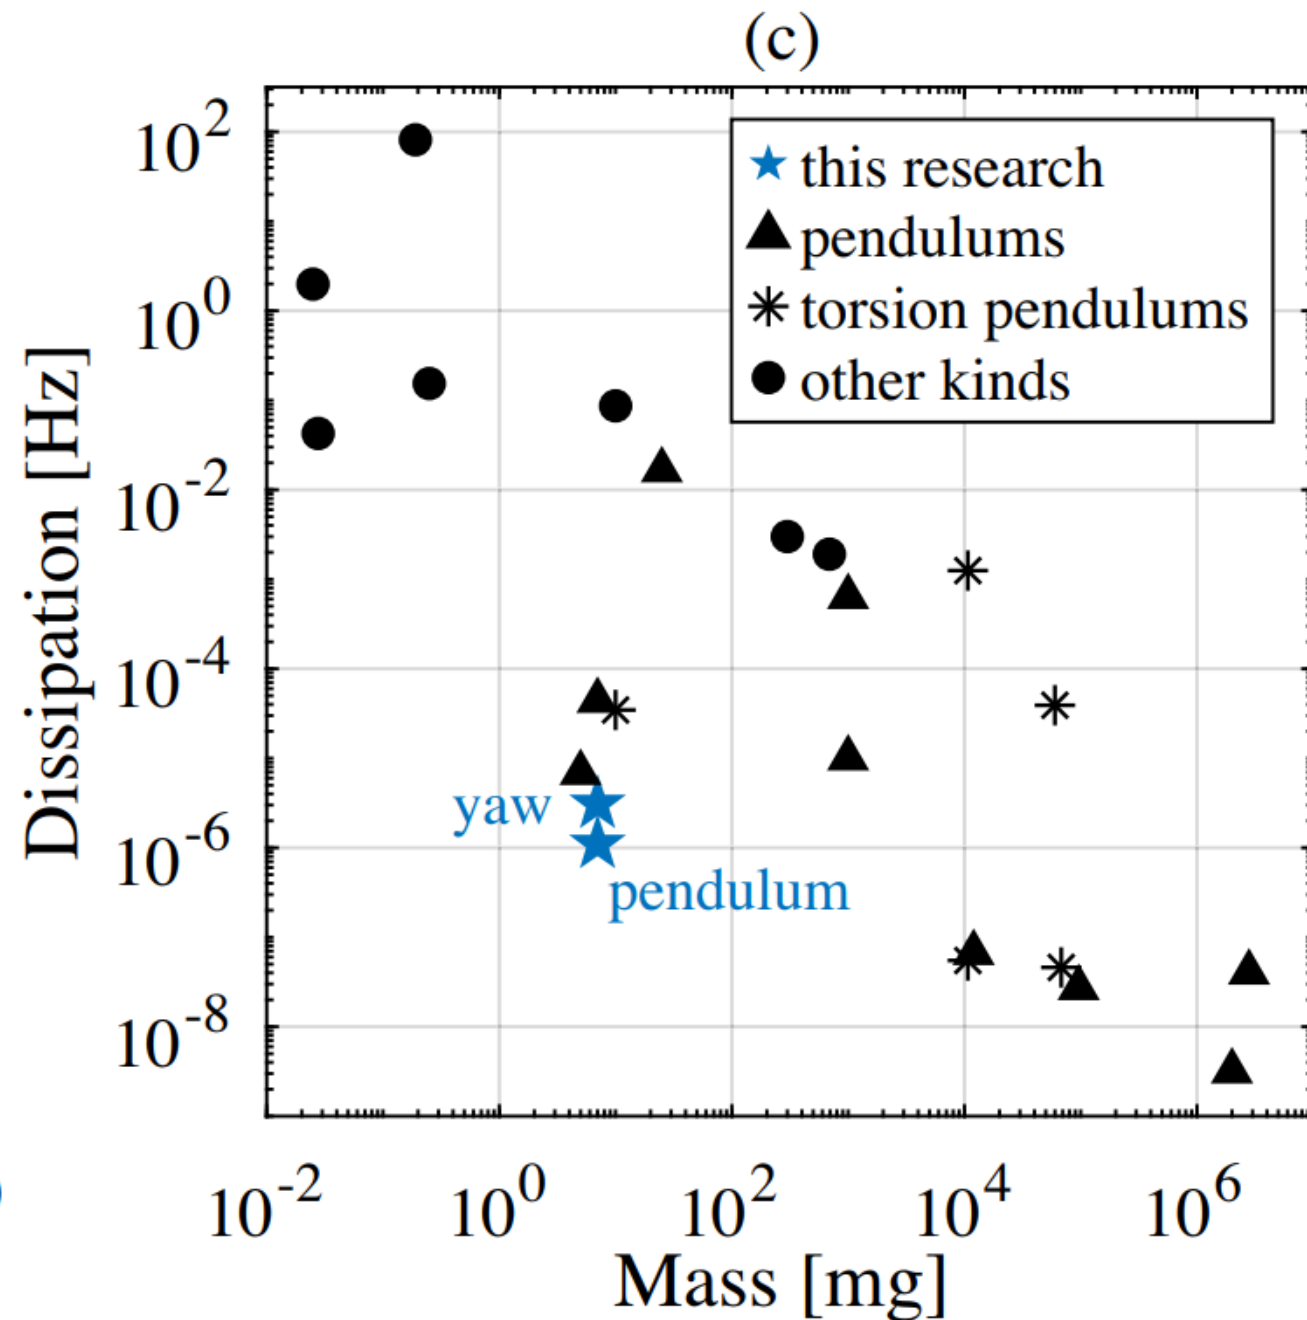 (c)
10^2
10^0
10^-2
10^-4
10^-6
10^-8
Dissipation [Hz]
this research
pendulums
torsion pendulums
other kinds
yaw
pendulum
10^-2 10^0 10^2 10^4 10^6
Mass [mg]